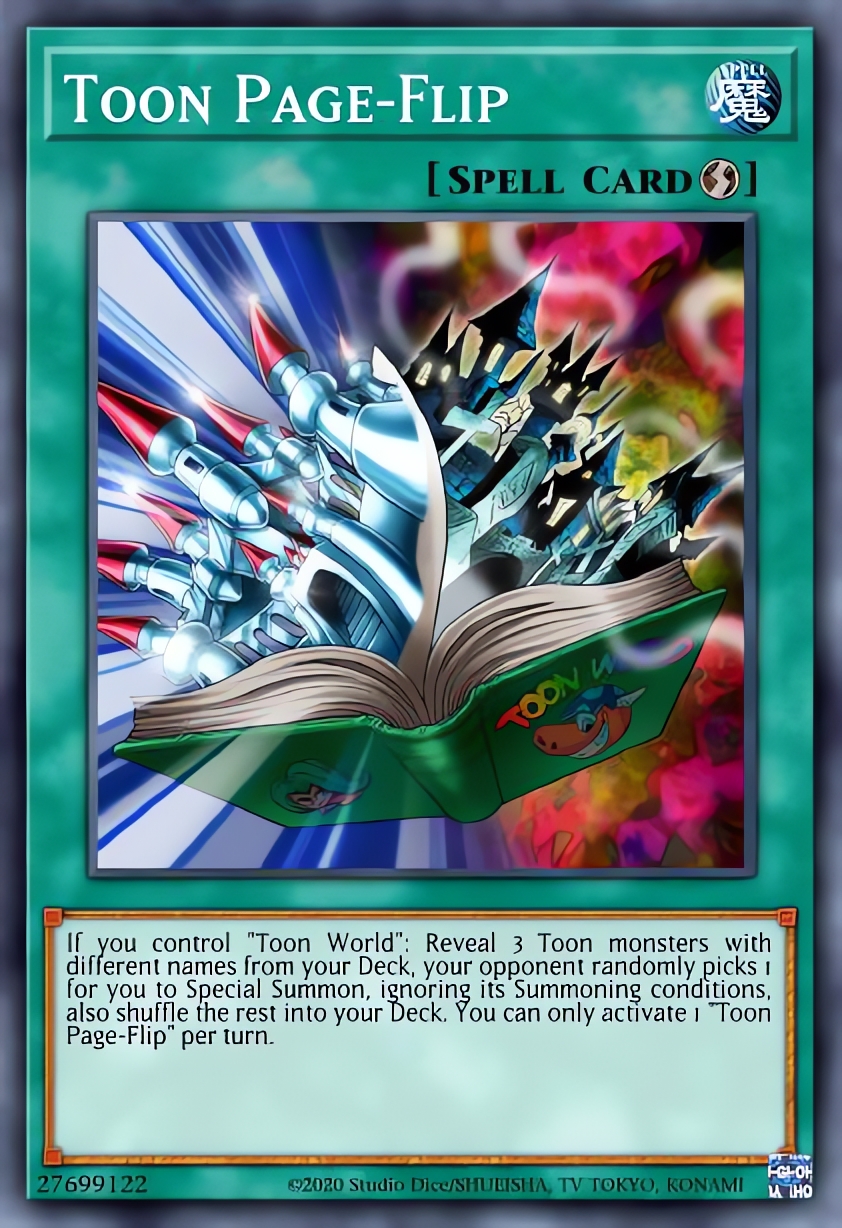 Toon Page-Flip
魔
[Spell Card]
TOON W
If you control "Toon World": Reveal 3 Toon monsters with
different names from your Deck, your opponent randomly picks 1
for you to Special Summon, ignoring its Summoning conditions,
also shuffle the rest into your Deck. You can only activate 1 "Toon
Page-Flip" per turn.
27699122
©2020 Studio Dice/SHUEISHA, TV TOKYO, KONAMI